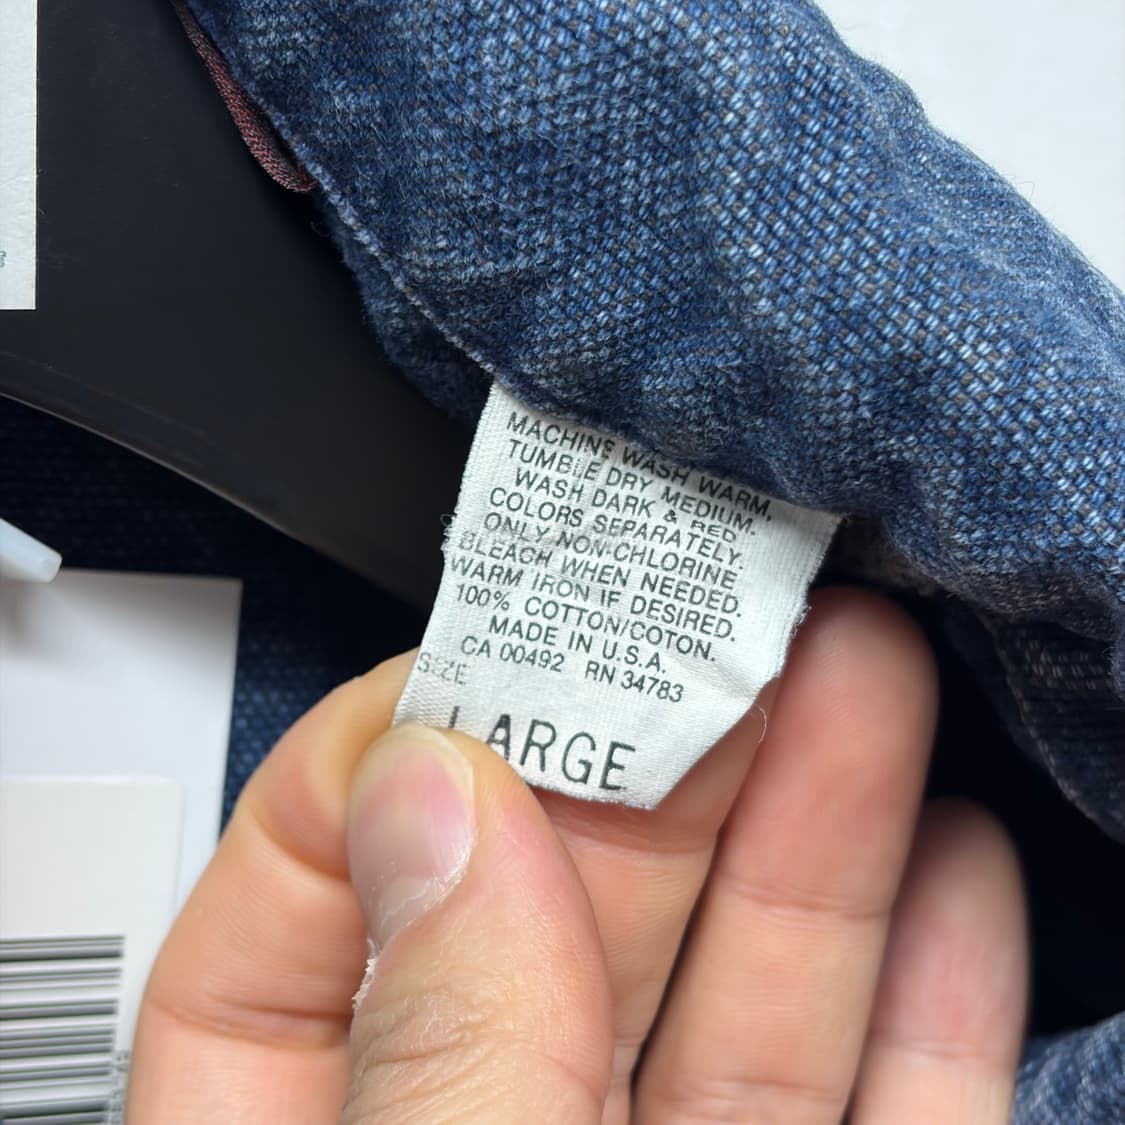 MACHINE WASH WARM.
TUMBLE DRY MEDIUM.
WASH DARK & RED
COLORS SEPARATELY.
ONLY NON-CHLORINE
BLEACH WHEN NEEDED.
WARM IRON IF DESIRED.
100% COTTON/COTON.
MADE IN U.S.A.
CA 00492 RN 34783
SIZE
LARGE